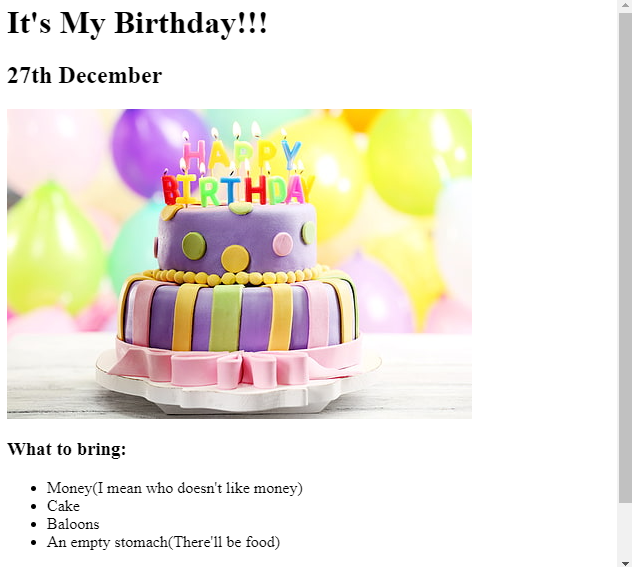 It's My Birthday!!!
27th December
HAPPY
BIRTHDAY
What to bring:
Money(I mean who doesn't like money)
Cake
Baloons
An empty stomach(There'll be food)